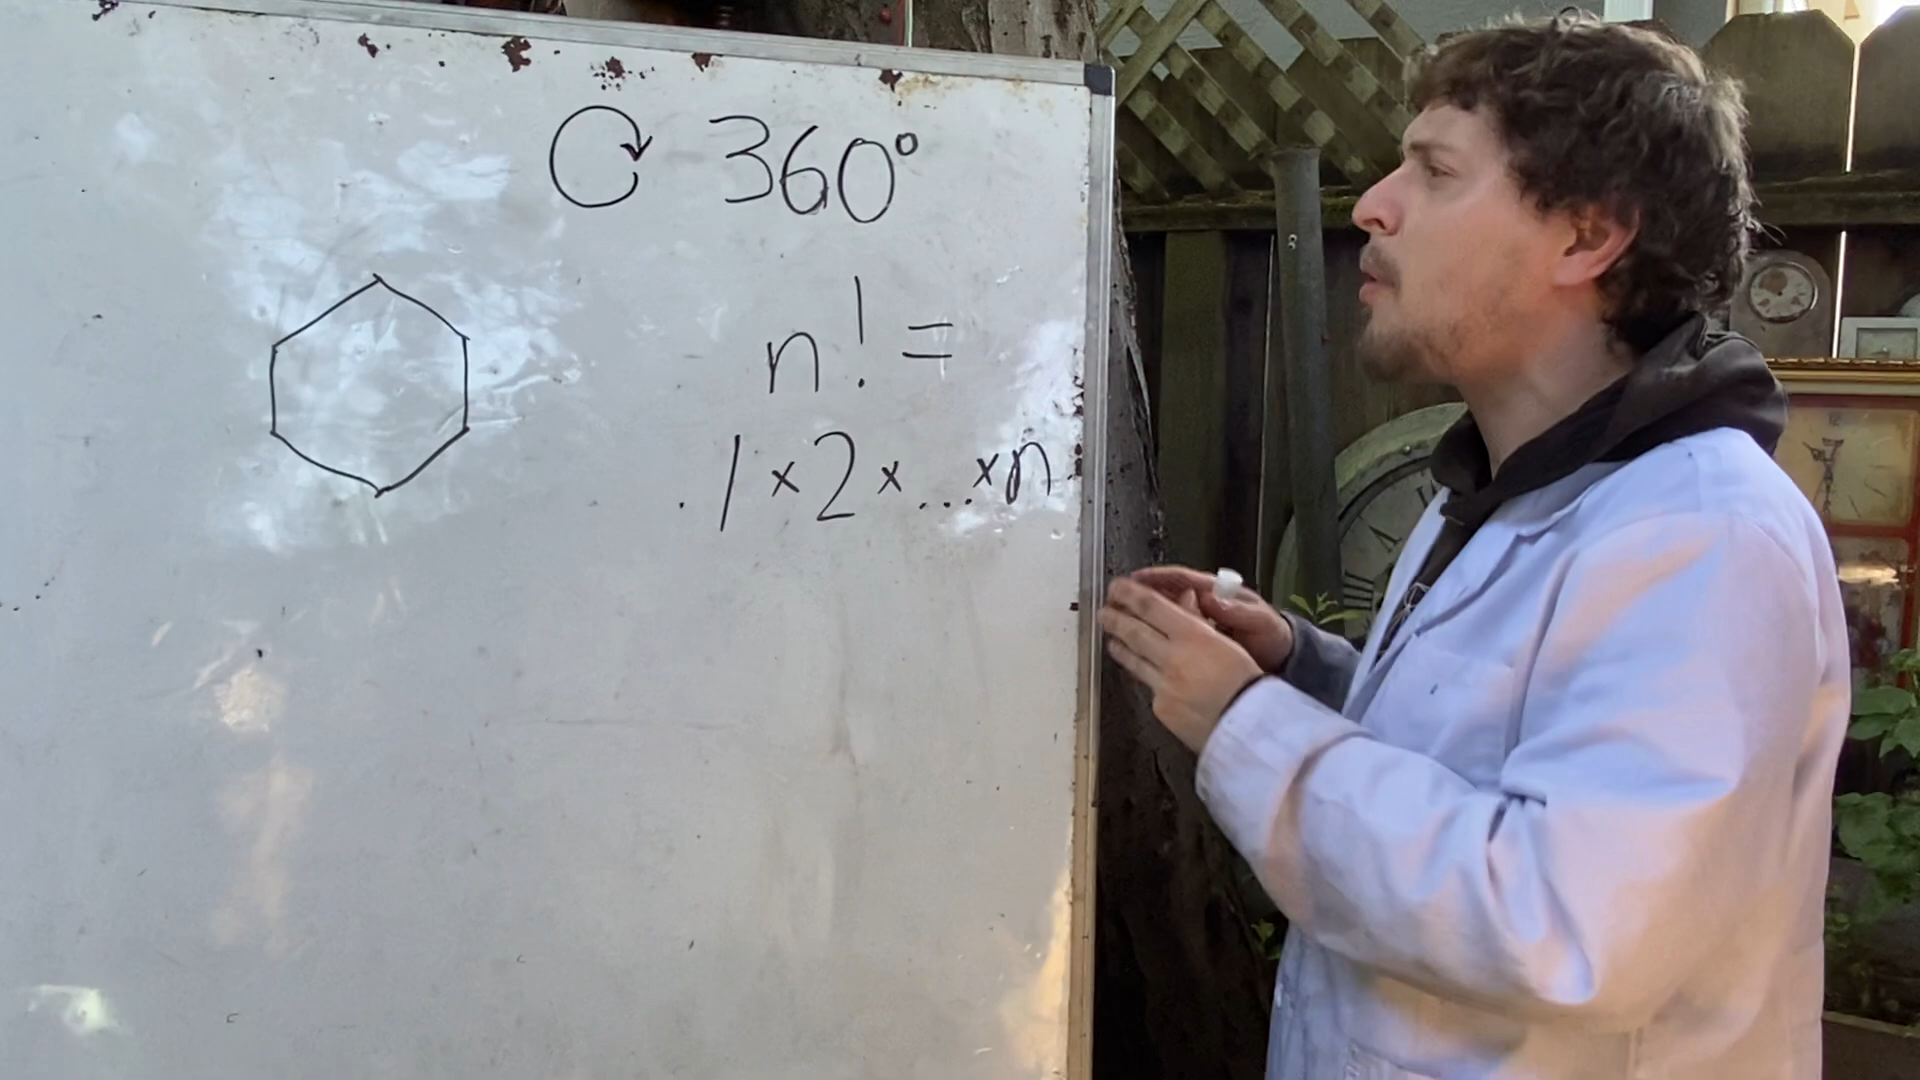 360°
n! =
1 × 2 × ... × n